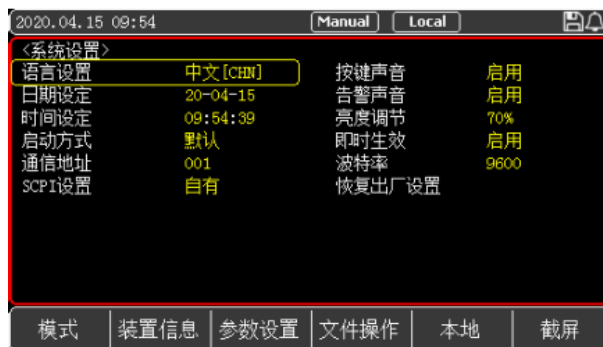 2020.04.15 09:54 Manual Local
<系统设置>
语言设置 中文[CHN] 按键声音 启用
日期设定 20-04-15 告警声音 启用
时间设定 09:54:39 亮度调节 70%
启动方式 默认 即时生效 启用
通信地址 001 波特率 9600
SCPI设置 自有 恢复出厂设置
模式 装置信息 参数设置 文件操作 本地 截屏